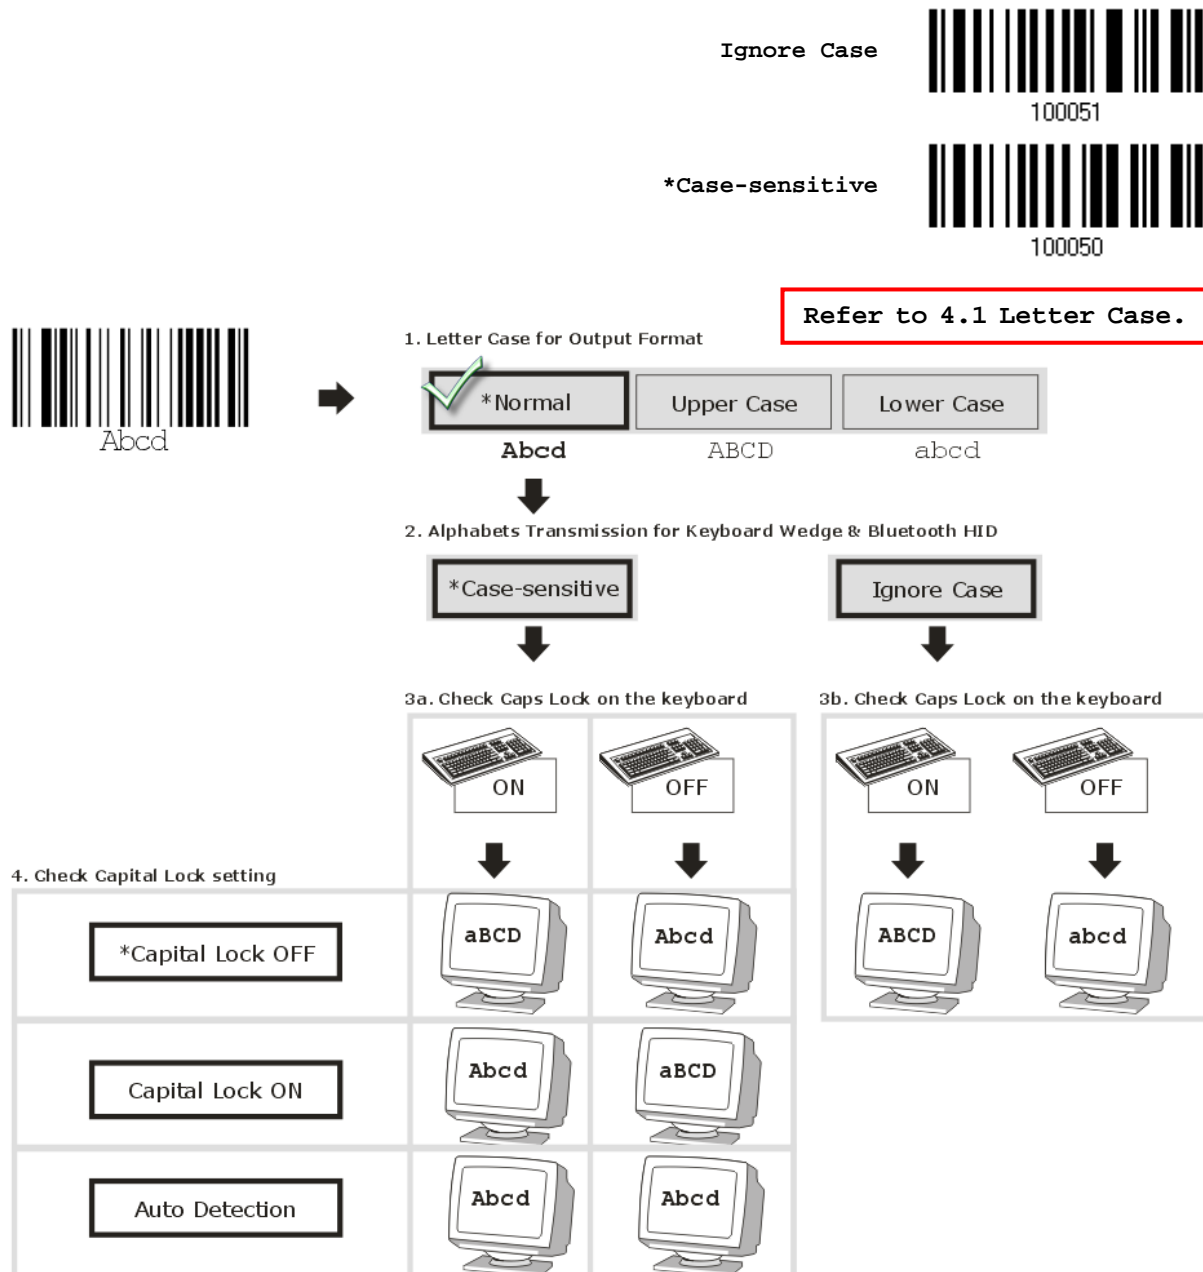 Ignore Case
100051
*Case-sensitive
100050
Refer to 4.1 Letter Case.
1. Letter Case for Output Format
Abcd
*Normal
Upper Case
Lower Case
Abcd
ABCD
abcd
2. Alphabets Transmission for Keyboard Wedge & Bluetooth HID
*Case-sensitive
Ignore Case
3a. Check Caps Lock on the keyboard
3b. Check Caps Lock on the keyboard
ON
OFF
ON
OFF
4. Check Capital Lock setting
*Capital Lock OFF
aBCD
Abcd
ABCD
abcd
Capital Lock ON
Abcd
aBCD
Auto Detection
Abcd
Abcd